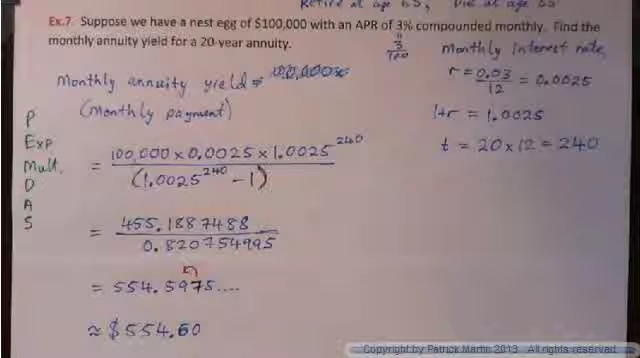 Retire at age 65, Die at age 85
Ex.7. Suppose we have a nest egg of $100,000 with an APR of 3% compounded monthly. Find the
monthly annuity yield for a 20-year annuity.
3
100
Monthly interest rate,
r = 0.03
12
= 0.0025
1+r = 1.0025
t = 20 x 12 = 240
Monthly annuity yield =
(Monthly payment)
P
Exp
Mult.
D
A
S
= 100,000 x 0.0025 x 1.0025^240
(1.0025^240 - 1)
= 455.1887488
0.820754995
= 554.5975....
≈ $554.60
Copyright by Patrick Martin 2013 All rights reserved